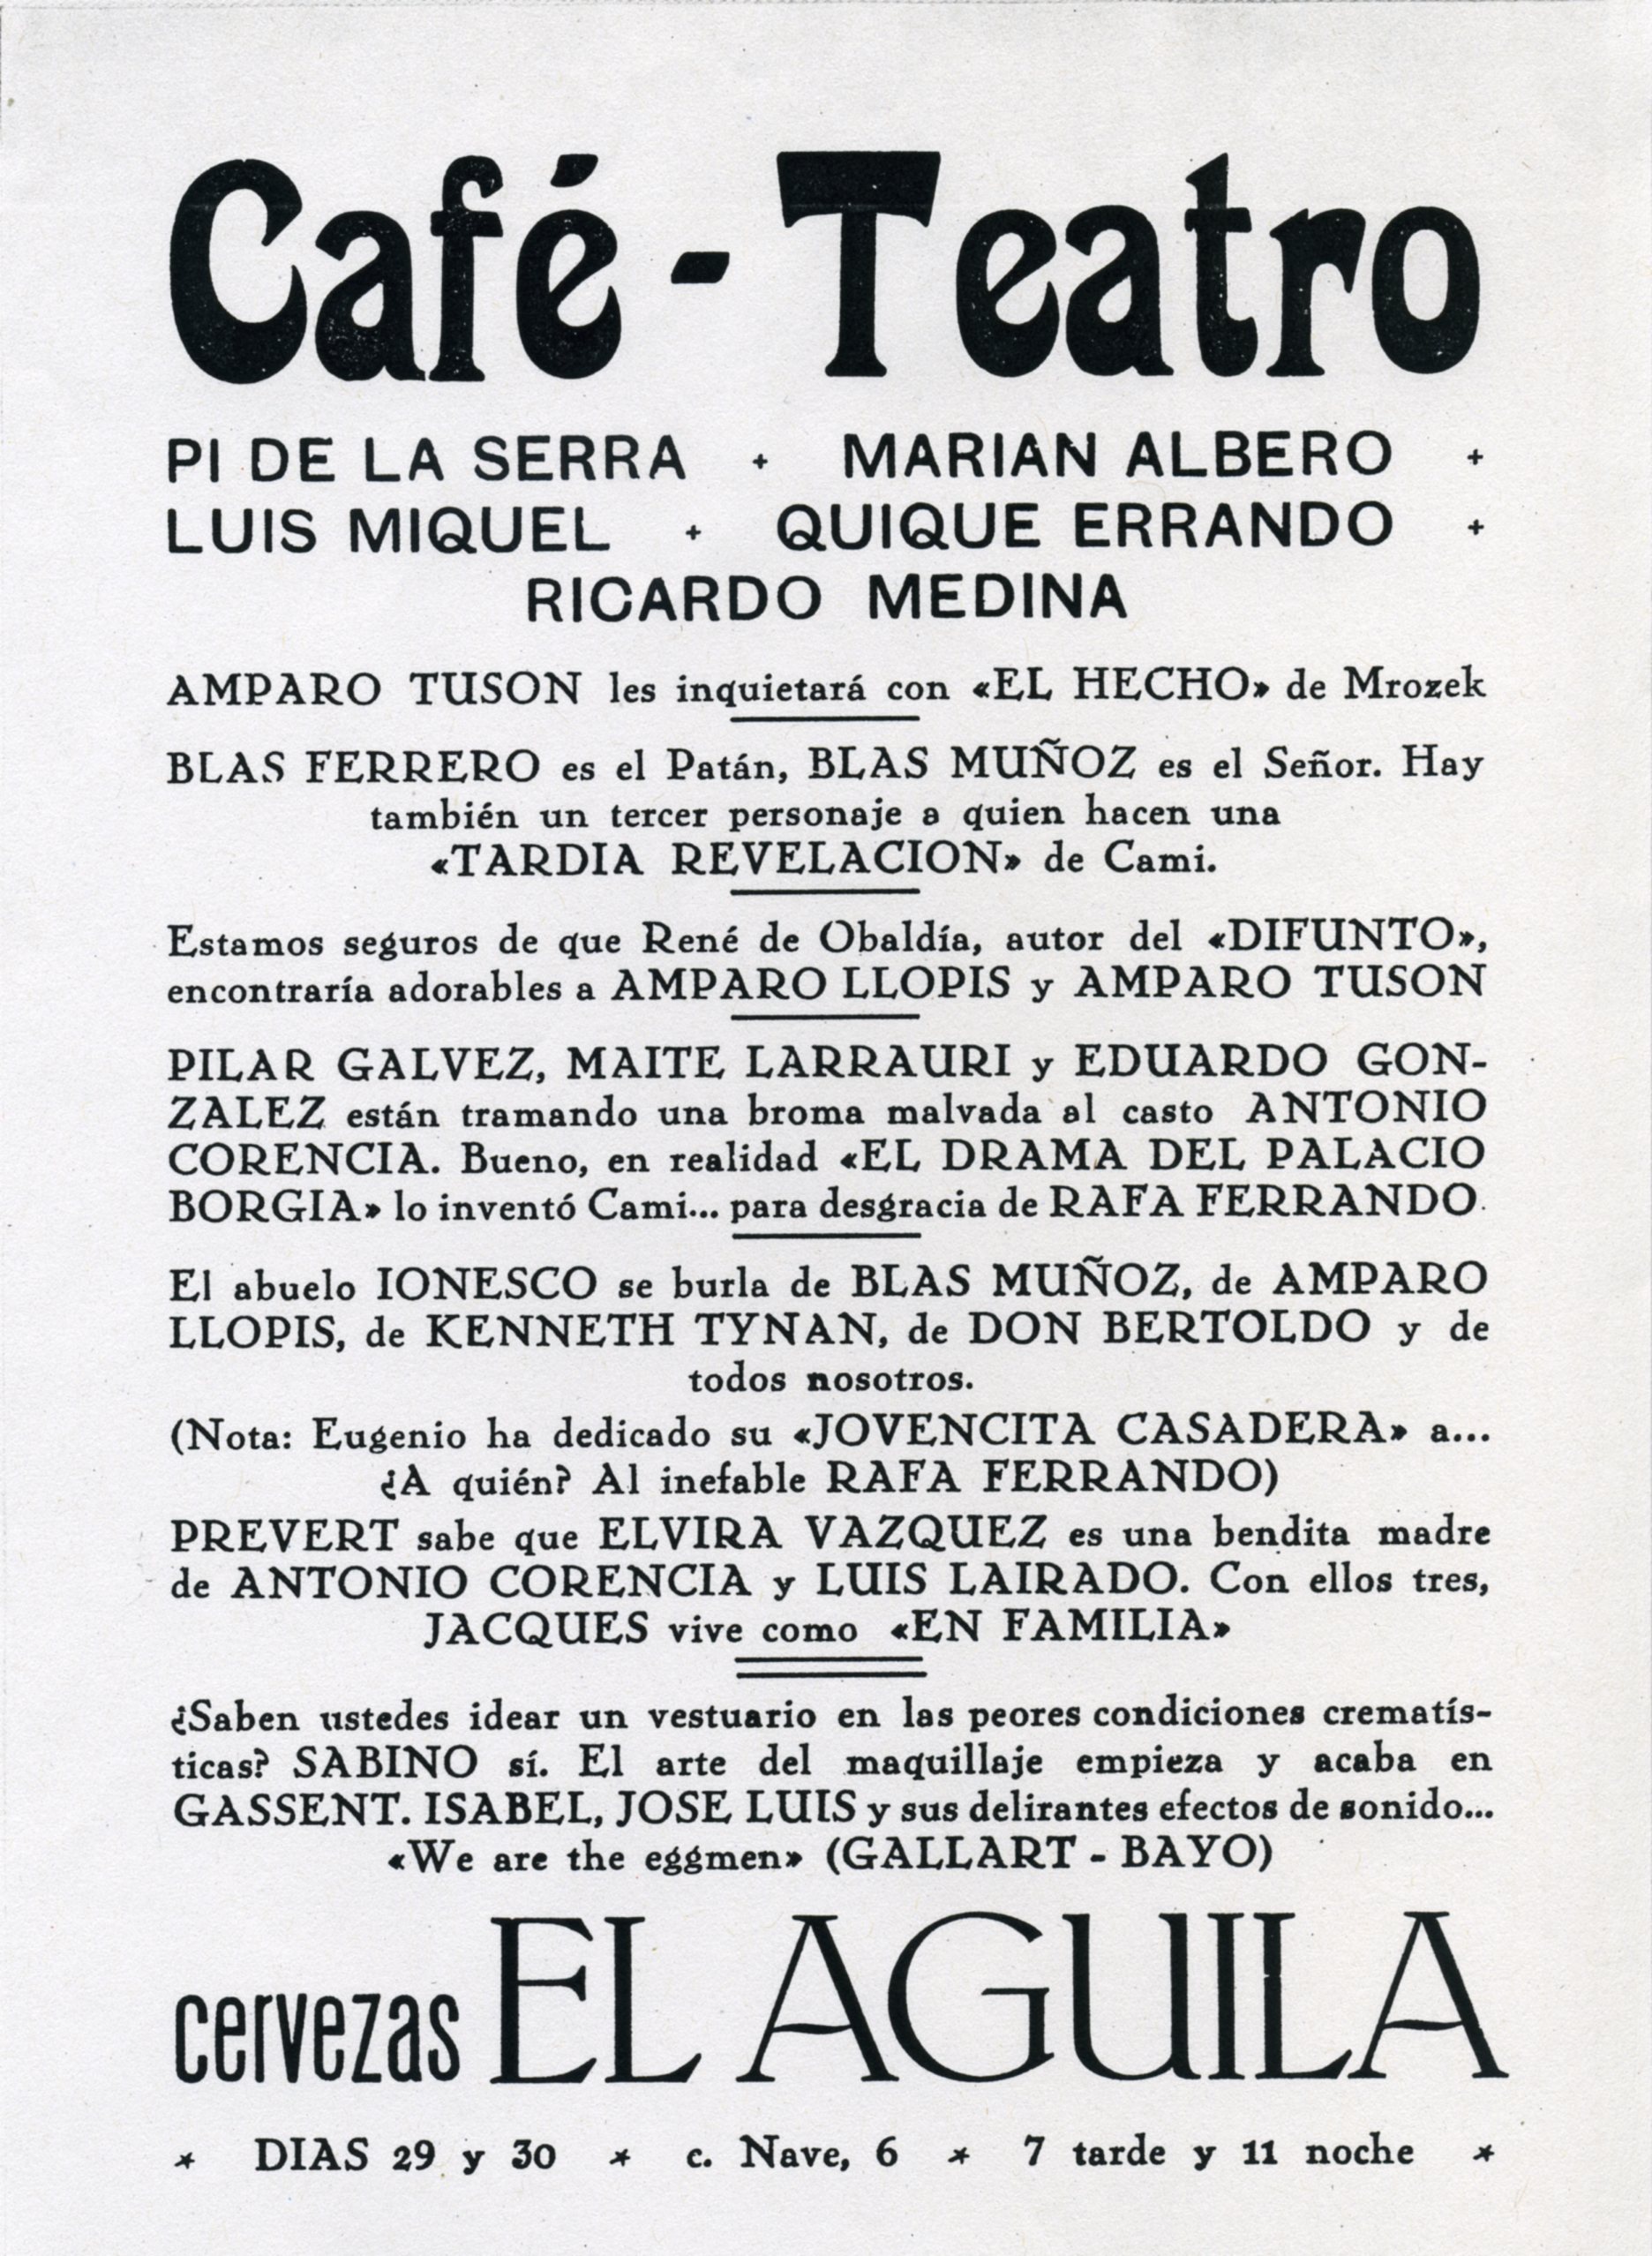 Café - Teatro
PI DE LA SERRA + MARIAN ALBERO +
LUIS MIQUEL + QUIQUE ERRANDO +
RICARDO MEDINA
AMPARO TUSON les inquietará con «EL HECHO» de Mrozek
BLAS FERRERO es el Patán, BLAS MUÑOZ es el Señor. Hay
también un tercer personaje a quien hacen una
«TARDIA REVELACION» de Cami.
Estamos seguros de que René de Obaldía, autor del «DIFUNTO»,
encontraría adorables a AMPARO LLOPIS y AMPARO TUSON
PILAR GALVEZ, MAITE LARRAURI y EDUARDO GON-
ZALEZ están tramando una broma malvada al casto ANTONIO
CORENCIA. Bueno, en realidad «EL DRAMA DEL PALACIO
BORGIA» lo inventó Cami... para desgracia de RAFA FERRANDO.
El abuelo IONESCO se burla de BLAS MUÑOZ, de AMPARO
LLOPIS, de KENNETH TYNAN, de DON BERTOLDO y de
todos nosotros.
(Nota: Eugenio ha dedicado su «JOVENCITA CASADERA» a...
¿A quién? Al inefable RAFA FERRANDO)
PREVERT sabe que ELVIRA VAZQUEZ es una bendita madre
de ANTONIO CORENCIA y LUIS LAIRADO. Con ellos tres,
JACQUES vive como «EN FAMILIA»
¿Saben ustedes idear un vestuario en las peores condiciones crematís-
ticas? SABINO sí. El arte del maquillaje empieza y acaba en
GASSENT. ISABEL, JOSE LUIS y sus delirantes efectos de sonido...
«We are the eggmen» (GALLART - BAYO)
cervezas EL AGUILA
* DIAS 29 y 30 * c. Nave, 6 * 7 tarde y 11 noche *